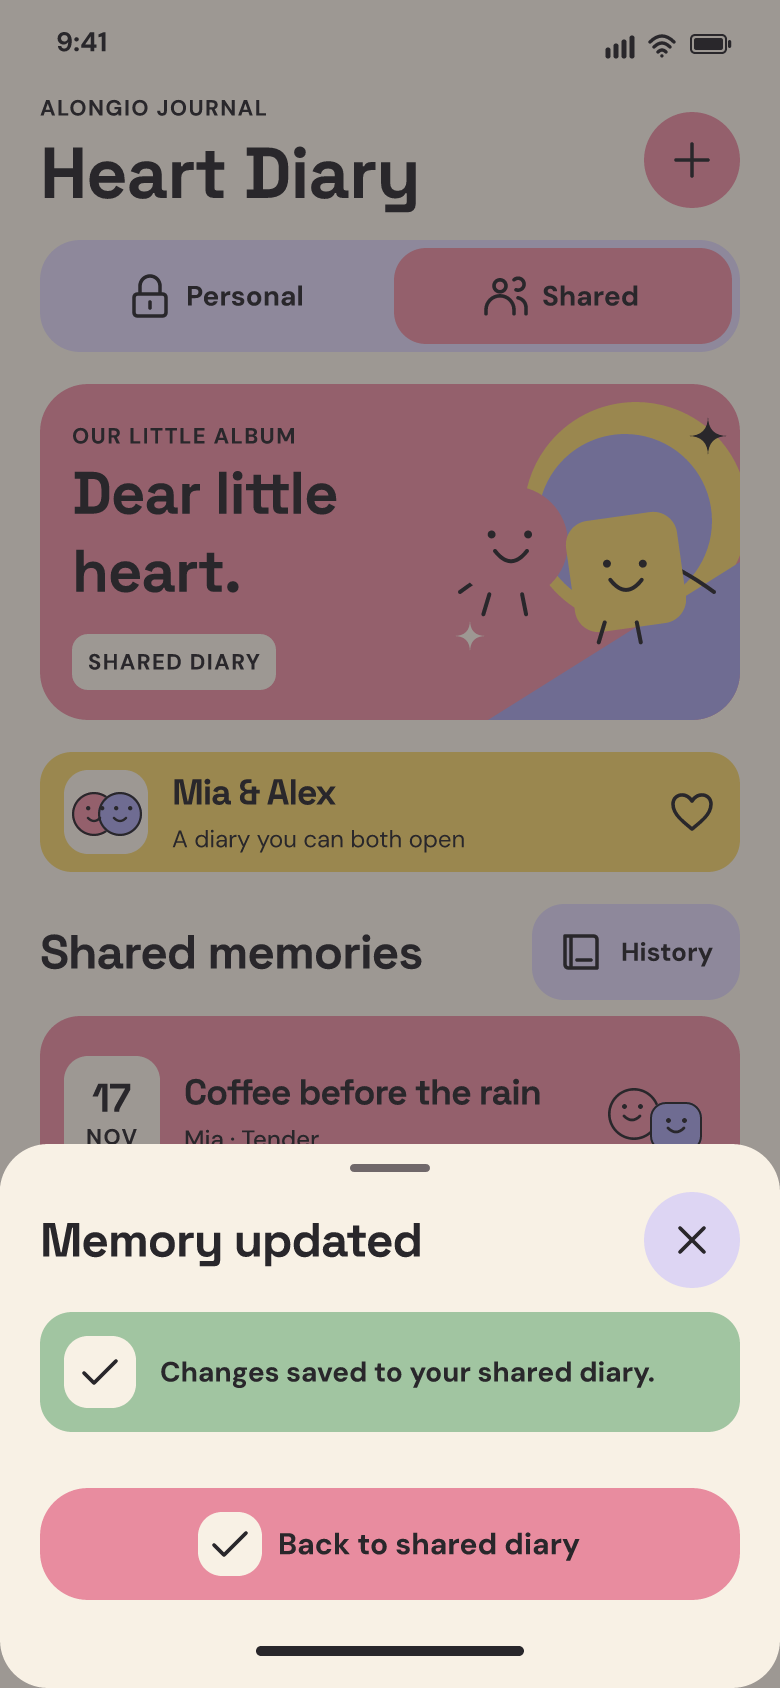 9:41
ALONGIO JOURNAL
Heart Diary
Personal
Shared
OUR LITTLE ALBUM
Dear little
heart.
SHARED DIARY
Mia & Alex
A diary you can both open
Shared memories
History
17
NOV
Coffee before the rain
Mia · Tender
Memory updated
Changes saved to your shared diary.
Back to shared diary